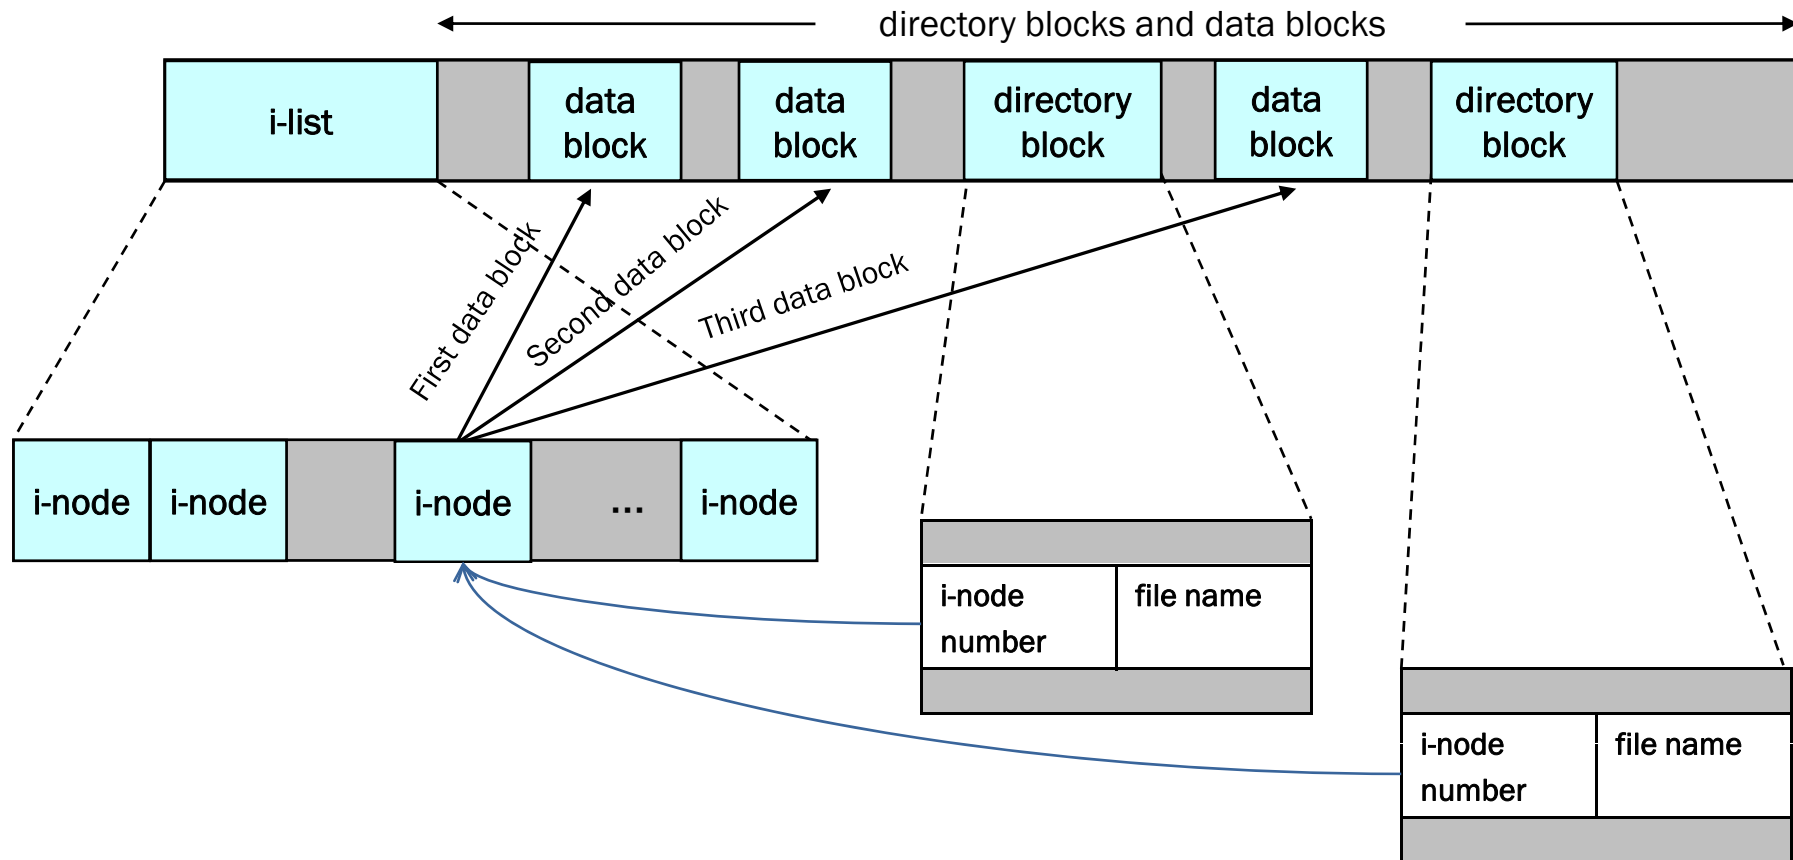 directory blocks and data blocks
i-list
data
block
data
block
directory
block
data
block
directory
block
First data block
Second data block
Third data block
i-node
i-node
i-node
...
i-node
i-node
number
file name
i-node
number
file name